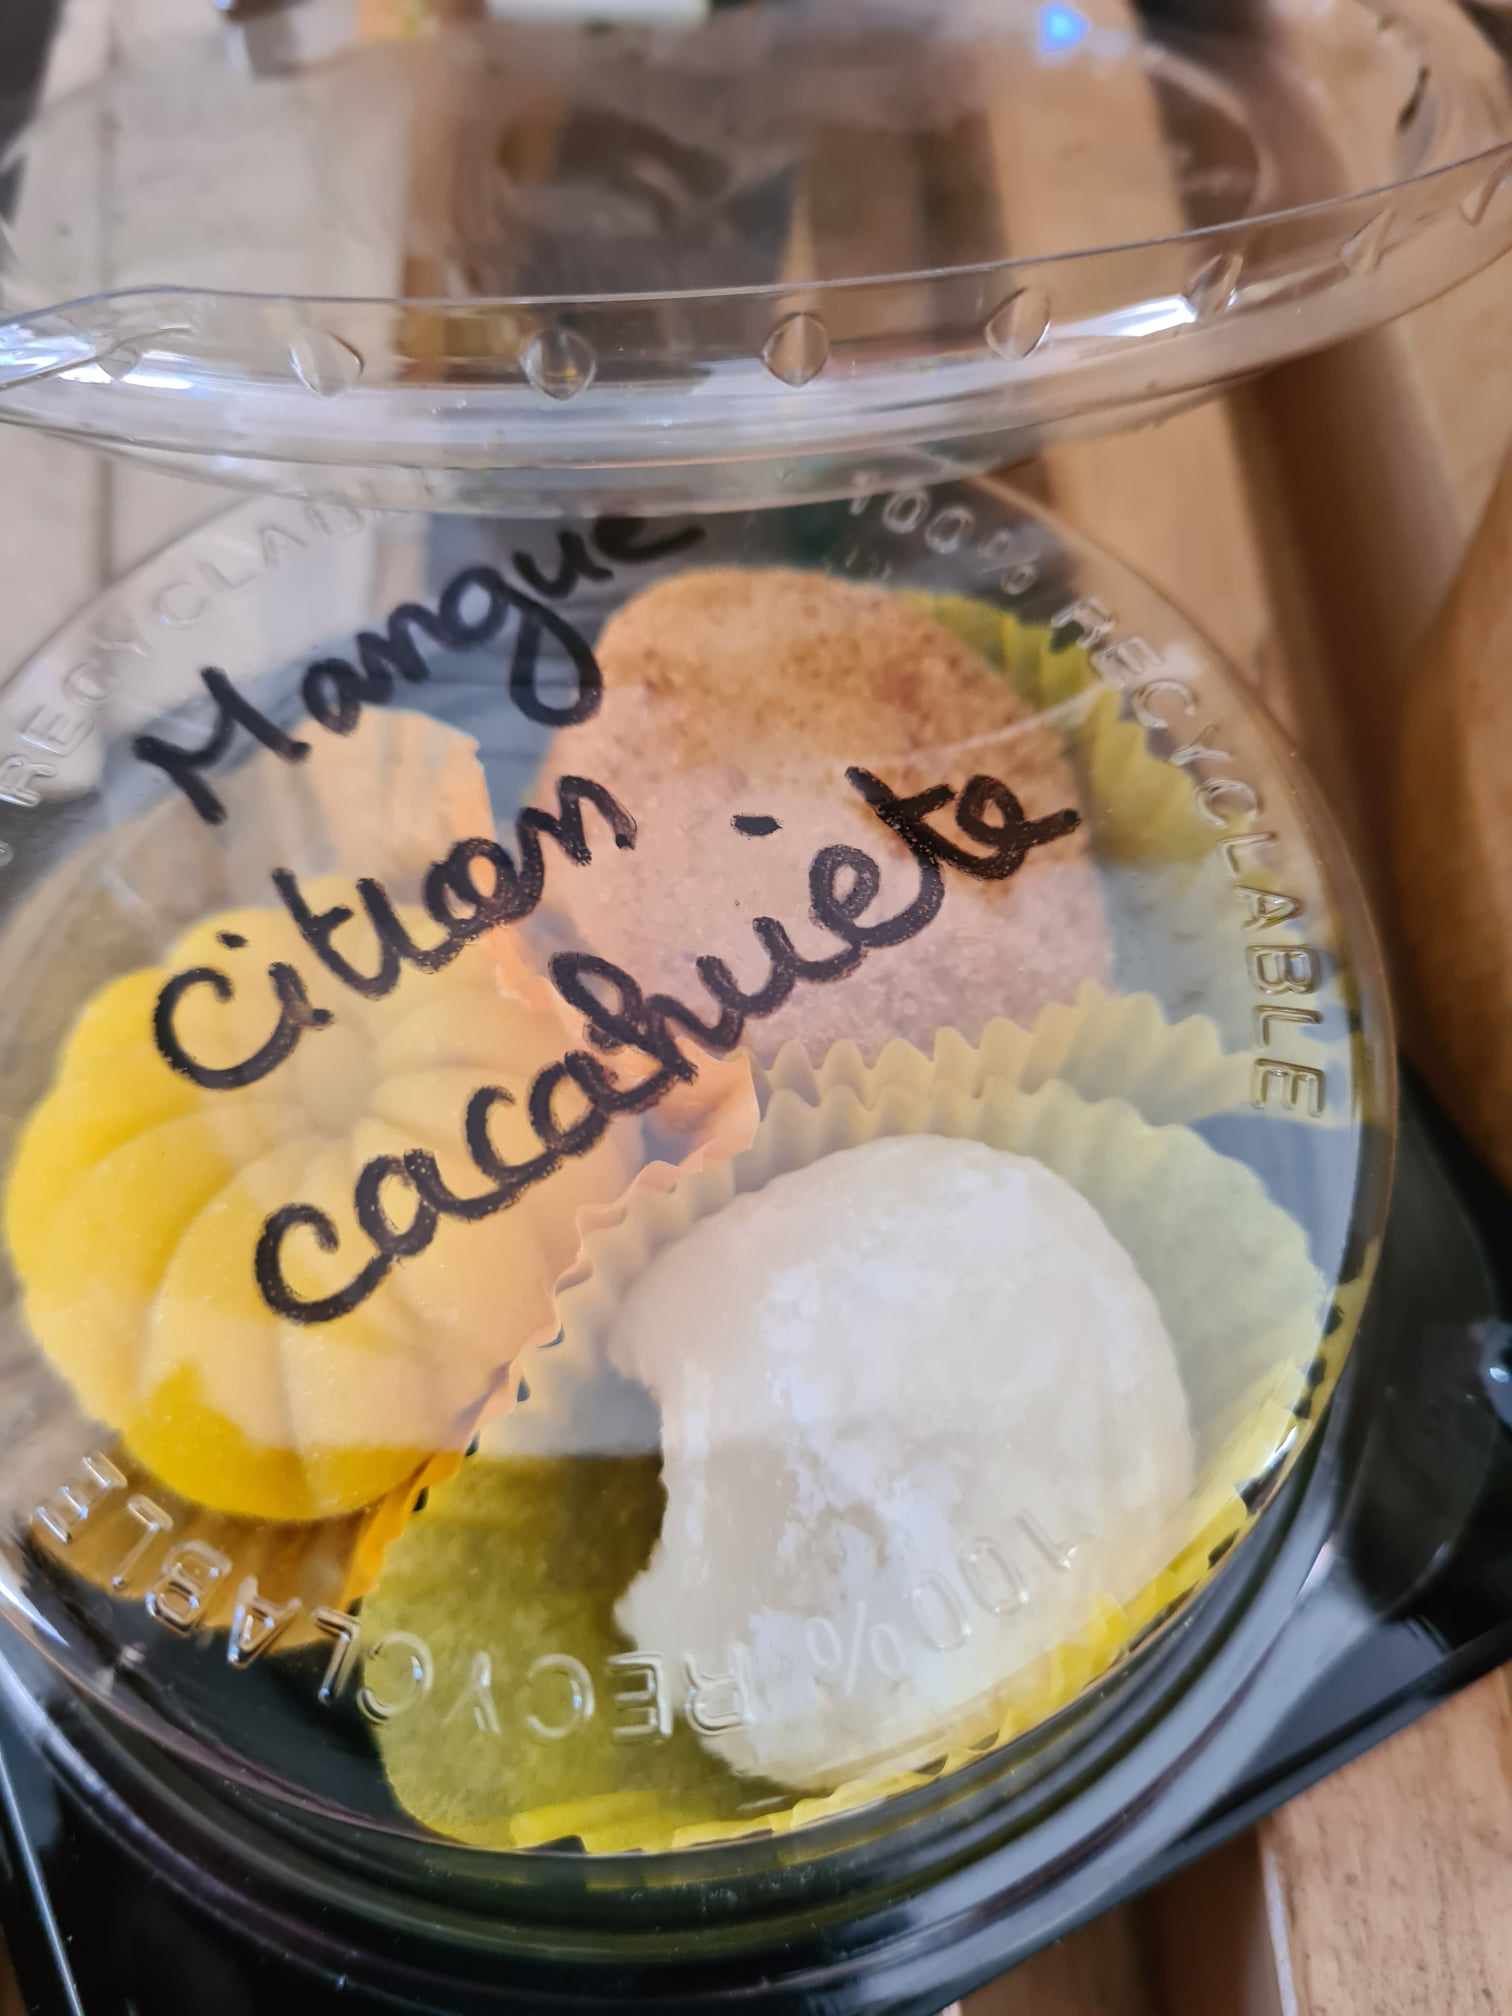 Mangue
Citron
cacahuète
100% RECYCLABLE
100% RECYCLABLE
RECYCLABLE